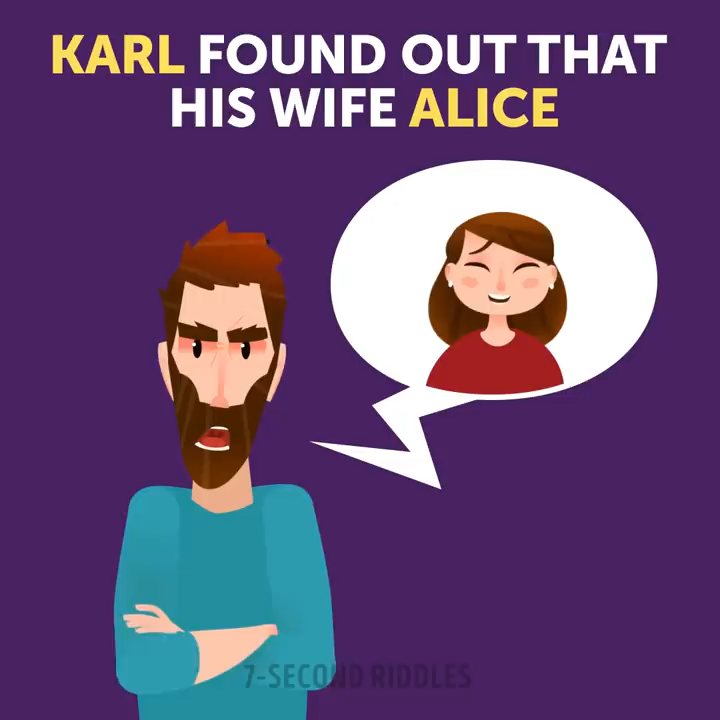 KARL FOUND OUT THAT
HIS WIFE ALICE
7-SECOND RIDDLES